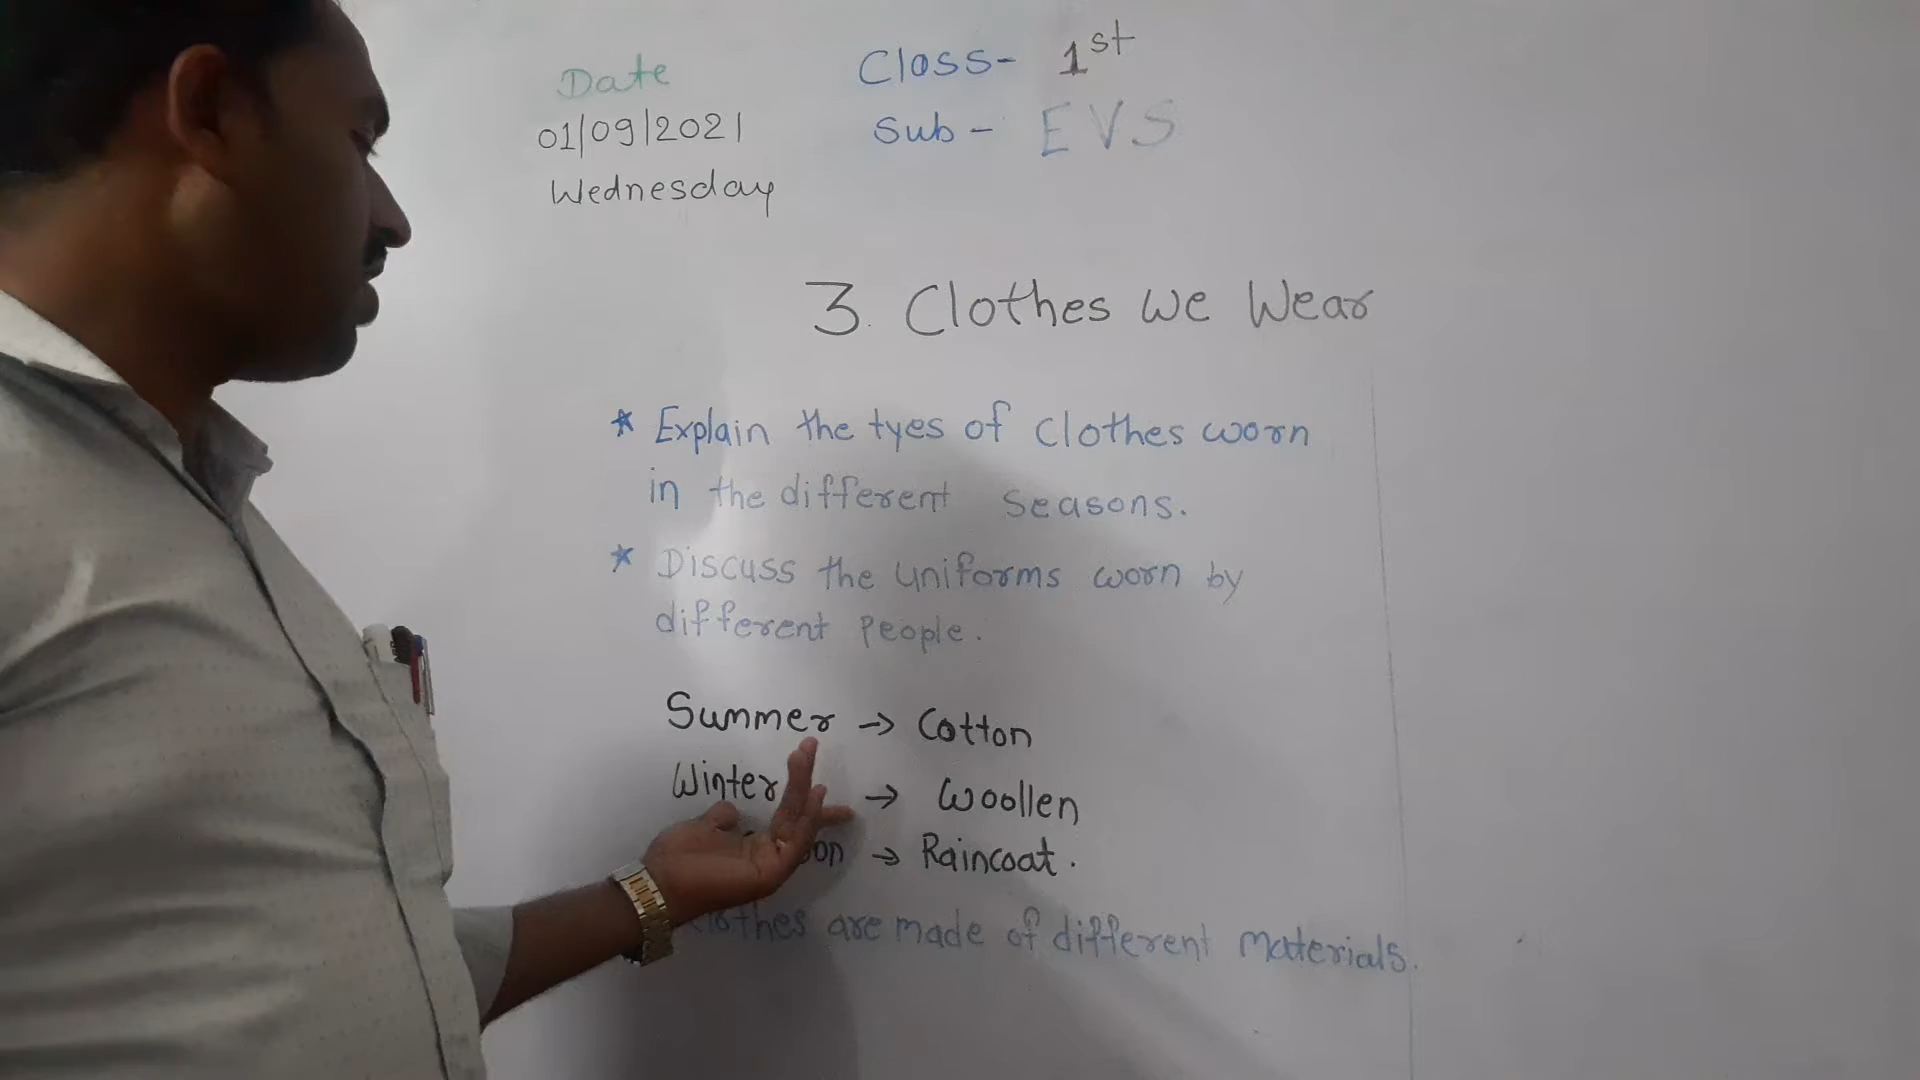 Date
01/09/2021
Wednesday
Class- 1st
Sub- EVS
3. Clothes We Wear
* Explain the tyes of clothes worn
in the different seasons.
* Discuss the uniforms worn by
different people.
Summer → Cotton
Winter → Woollen
→ Raincoat.
clothes are made of different materials.